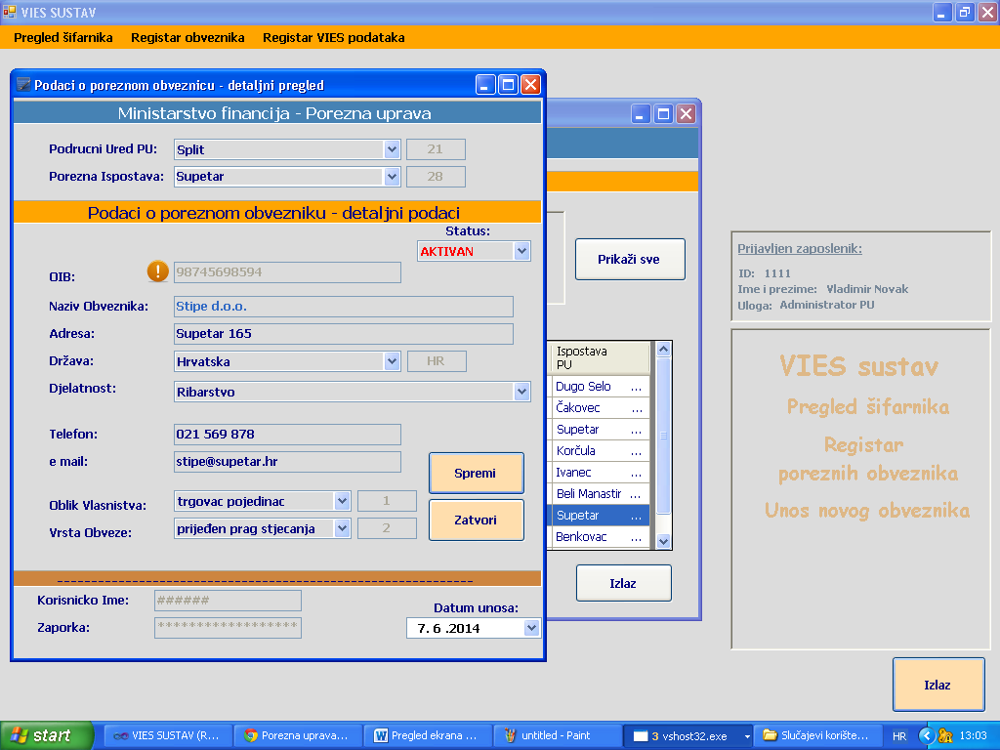 VIES SUSTAV
Pregled šifarnika Registar obveznika Registar VIES podataka
Podaci o poreznom obveznicu - detaljni pregled
Ministarstvo financija - Porezna uprava
Podrucni Ured PU: Split 21
Porezna Ispostava: Supetar 28
Podaci o poreznom obvezniku - detaljni podaci
Status:
AKTIVAN
OIB: 98745698594
Naziv Obveznika: Stipe d.o.o.
Adresa: Supetar 165
Država: Hrvatska HR
Djelatnost: Ribarstvo
Telefon: 021 569 878
e mail: stipe@supetar.hr
Spremi
Oblik Vlasnistva: trgovac pojedinac 1
Vrsta Obveze: prijeđen prag stjecanja 2
Zatvori
------------------------------------------------------------
Korisnicko Ime: ######
Zaporka: ******************
Datum unosa:
7. 6 .2014
Prikaži sve
Ispostava
PU
Dugo Selo ...
Čakovec ...
Supetar ...
Korčula ...
Ivanec ...
Beli Manastir ...
Supetar ...
Benkovac ...
Izlaz
Prijavljen zaposlenik:
ID: 1111
Ime i prezime: Vladimir Novak
Uloga: Administrator PU
VIES sustav
Pregled šifarnika
Registar
poreznih obveznika
Unos novog obveznika
Izlaz
start VIES SUSTAV (R... Porezna uprava... Pregled ekrana ... untitled - Paint 3 vshost32.exe Slučajevi korište... HR 13:03